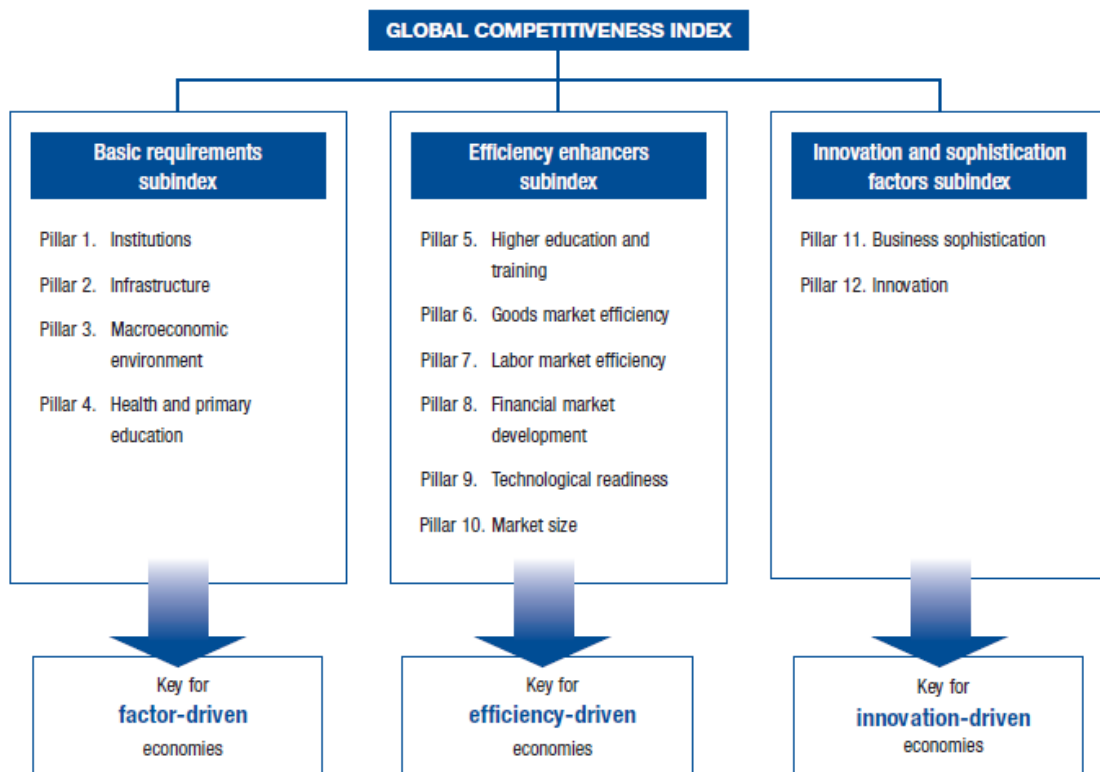 GLOBAL COMPETITIVENESS INDEX
Basic requirements
subindex
Pillar 1. Institutions
Pillar 2. Infrastructure
Pillar 3. Macroeconomic
environment
Pillar 4. Health and primary
education
Key for
factor-driven
economies
Efficiency enhancers
subindex
Pillar 5. Higher education and
training
Pillar 6. Goods market efficiency
Pillar 7. Labor market efficiency
Pillar 8. Financial market
development
Pillar 9. Technological readiness
Pillar 10. Market size
Key for
efficiency-driven
economies
Innovation and sophistication
factors subindex
Pillar 11. Business sophistication
Pillar 12. Innovation
Key for
innovation-driven
economies